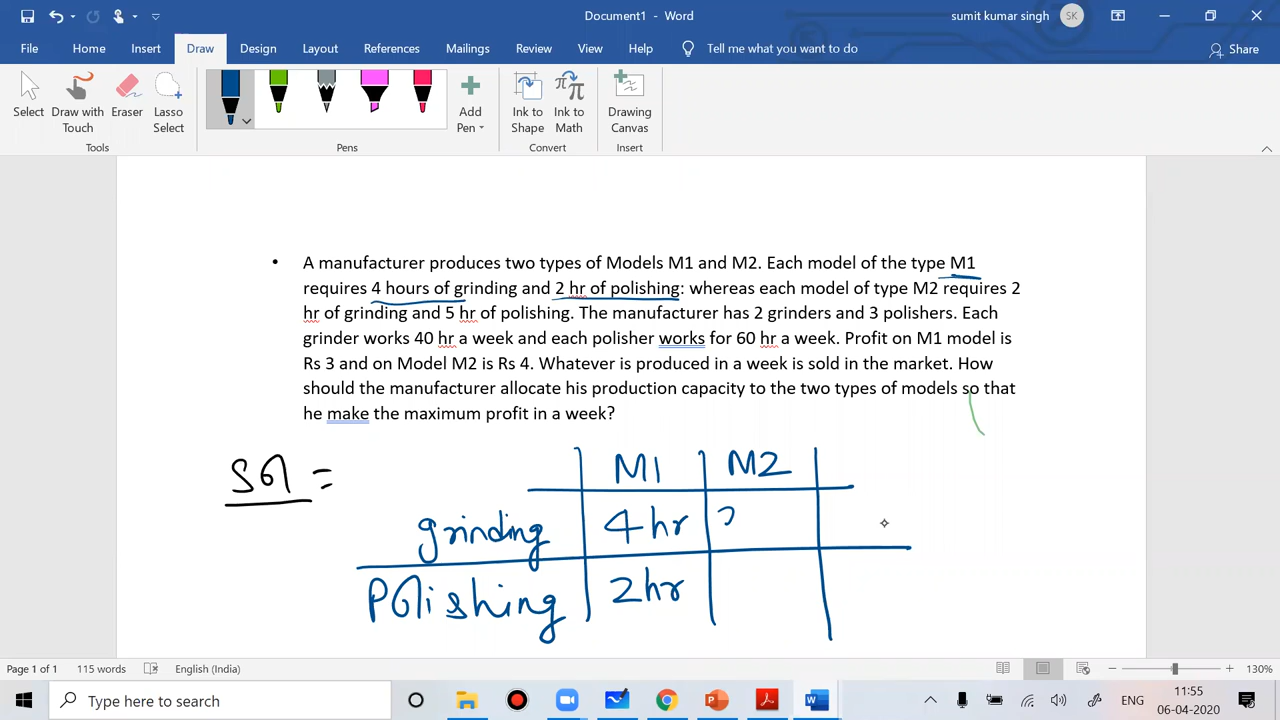 Document1 - Word
sumit kumar singh
SK
File Home Insert Draw Design Layout References Mailings Review View Help Tell me what you want to do Share
Select Draw with Touch Eraser Lasso Select Add Pen Ink to Shape Ink to Math Drawing Canvas
Tools Pens Convert Insert
• A manufacturer produces two types of Models M1 and M2. Each model of the type M1
requires 4 hours of grinding and 2 hr of polishing: whereas each model of type M2 requires 2
hr of grinding and 5 hr of polishing. The manufacturer has 2 grinders and 3 polishers. Each
grinder works 40 hr a week and each polisher works for 60 hr a week. Profit on M1 model is
Rs 3 and on Model M2 is Rs 4. Whatever is produced in a week is sold in the market. How
should the manufacturer allocate his production capacity to the two types of models so that
he make the maximum profit in a week?
Sol =
M1 M2
grinding 4 hr
Polishing 2 hr
Page 1 of 1 115 words English (India) 130%
Type here to search
ENG
11:55
06-04-2020